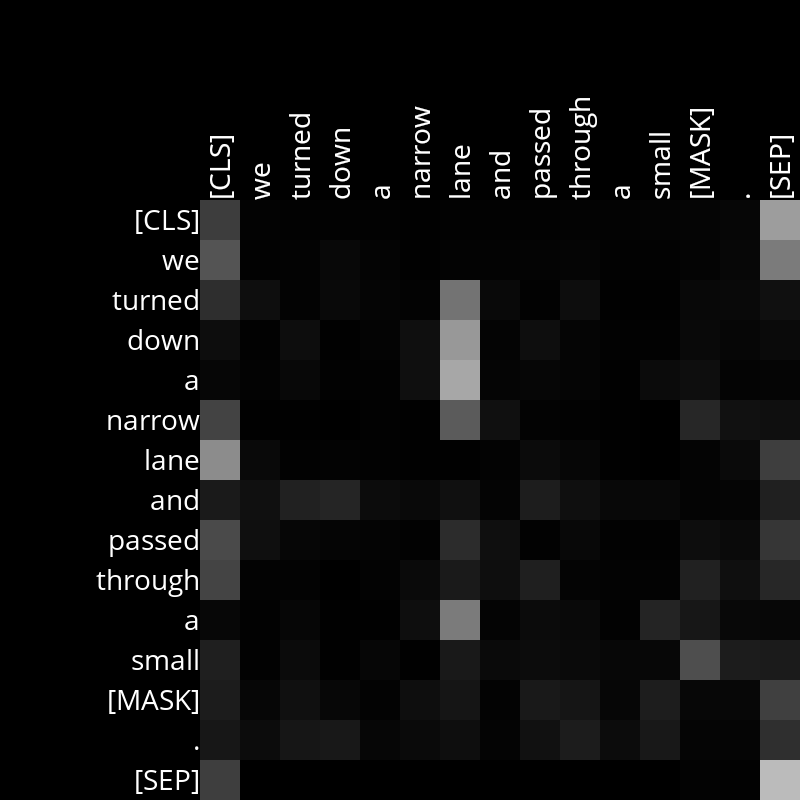 [CLS] we turned down a narrow lane and passed through a small [MASK] . [SEP]
[CLS]
we
turned
down
a
narrow
lane
and
passed
through
a
small
[MASK]
.
[SEP]